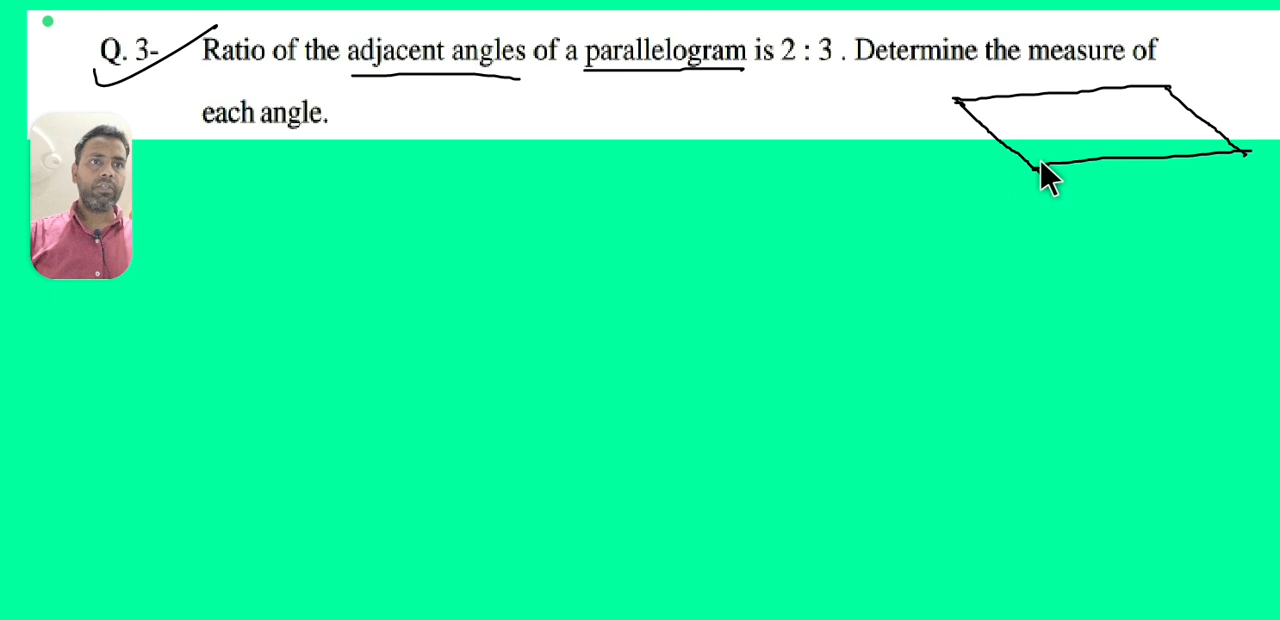 Q. 3- Ratio of the adjacent angles of a parallelogram is 2 : 3 . Determine the measure of
each angle.